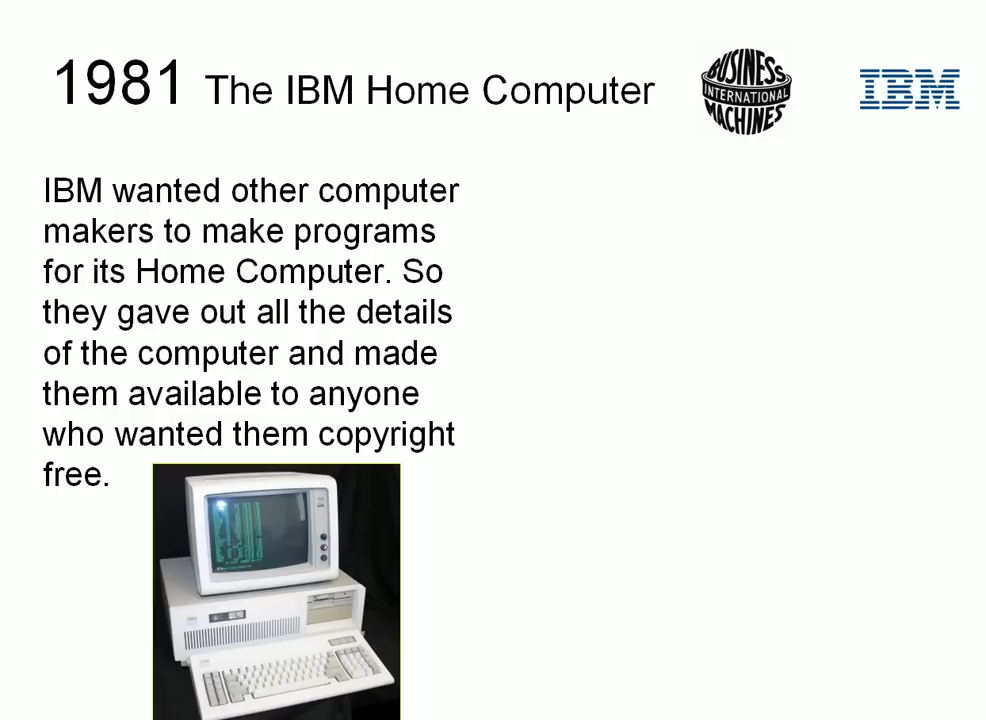 1981 The IBM Home Computer
BUSINESS
INTERNATIONAL
MACHINES
IBM
IBM wanted other computer
makers to make programs
for its Home Computer. So
they gave out all the details
of the computer and made
them available to anyone
who wanted them copyright
free.